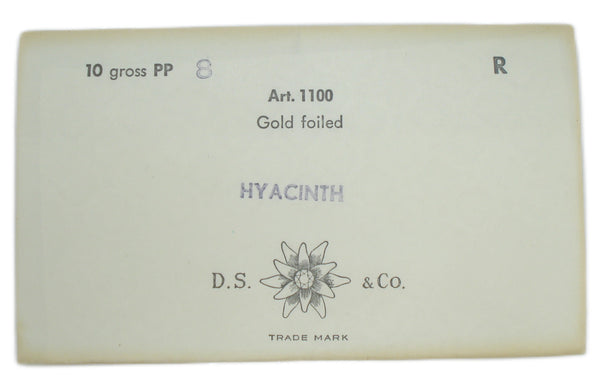 10 gross PP 8 R
Art. 1100
Gold foiled
HYACINTH
D.S. & Co.
TRADE MARK